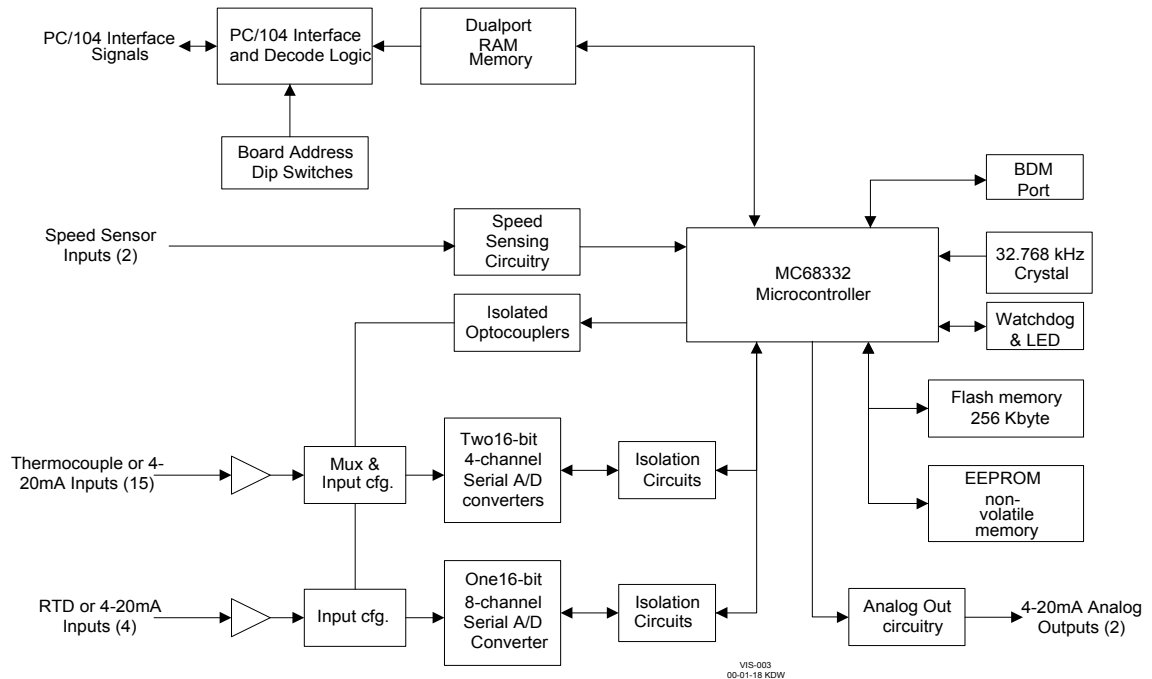 PC/104 Interface
Signals
PC/104 Interface
and Decode Logic
Dualport
RAM
Memory
Board Address
Dip Switches
BDM
Port
Speed Sensor
Inputs (2)
Speed
Sensing
Circuitry
MC68332
Microcontroller
32.768 kHz
Crystal
Isolated
Optocouplers
Watchdog
& LED
Flash memory
256 Kbyte
Thermocouple or 4-
20mA Inputs (15)
Mux &
Input cfg.
Two16-bit
4-channel
Serial A/D
converters
Isolation
Circuits
EEPROM
non-
volatile
memory
RTD or 4-20mA
Inputs (4)
Input cfg.
One16-bit
8-channel
Serial A/D
Converter
Isolation
Circuits
Analog Out
circuitry
4-20mA Analog
Outputs (2)
VIS-003
00-01-18 KDW